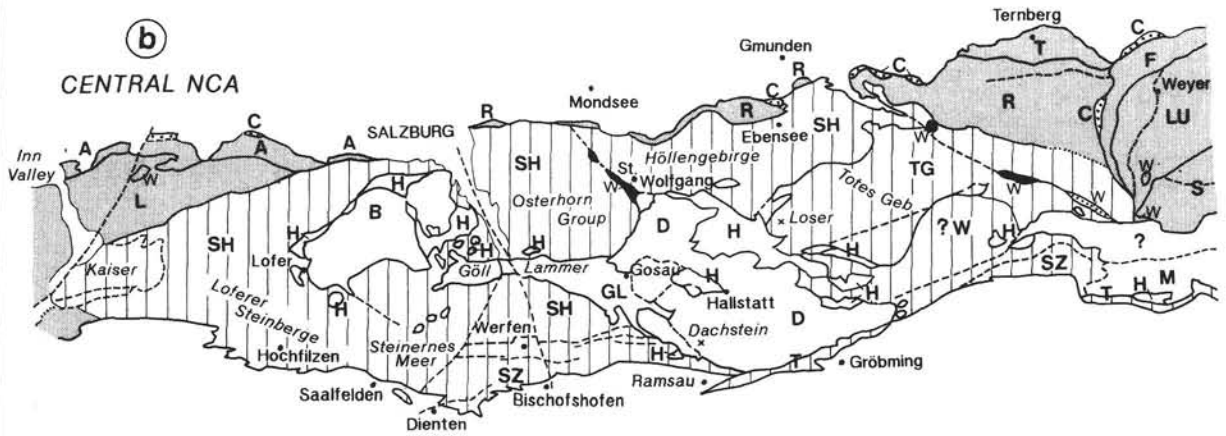 b
CENTRAL NCA
Ternberg
T
C
F
Weyer
LU
Gmunden
R
C
C
R
C
R
SH
Mondsee
R
Ebensee
SALZBURG
R
C
A
A
A
Inn
Valley
W
L
SH
St.
Wolfgang
W
Höllengebirge
W
TG
W
W
W
W
S
Osterhorn
Group
Totes Geb
Loser
H
B
H
H
D
H
? W
H
?
Kaiser
?
SH
Lofer
H
H
H
Göll
Lammer
Gosau
H
GL
Hallstatt
H
SZ
M
T
H
Loferer
Steinberge
SH
D
Dachstein
Steinernes
Meer
Werfen
H
Hochfilzen
SZ
T
Gröbming
Ramsau
Saalfelden
Bischofshofen
Dienten